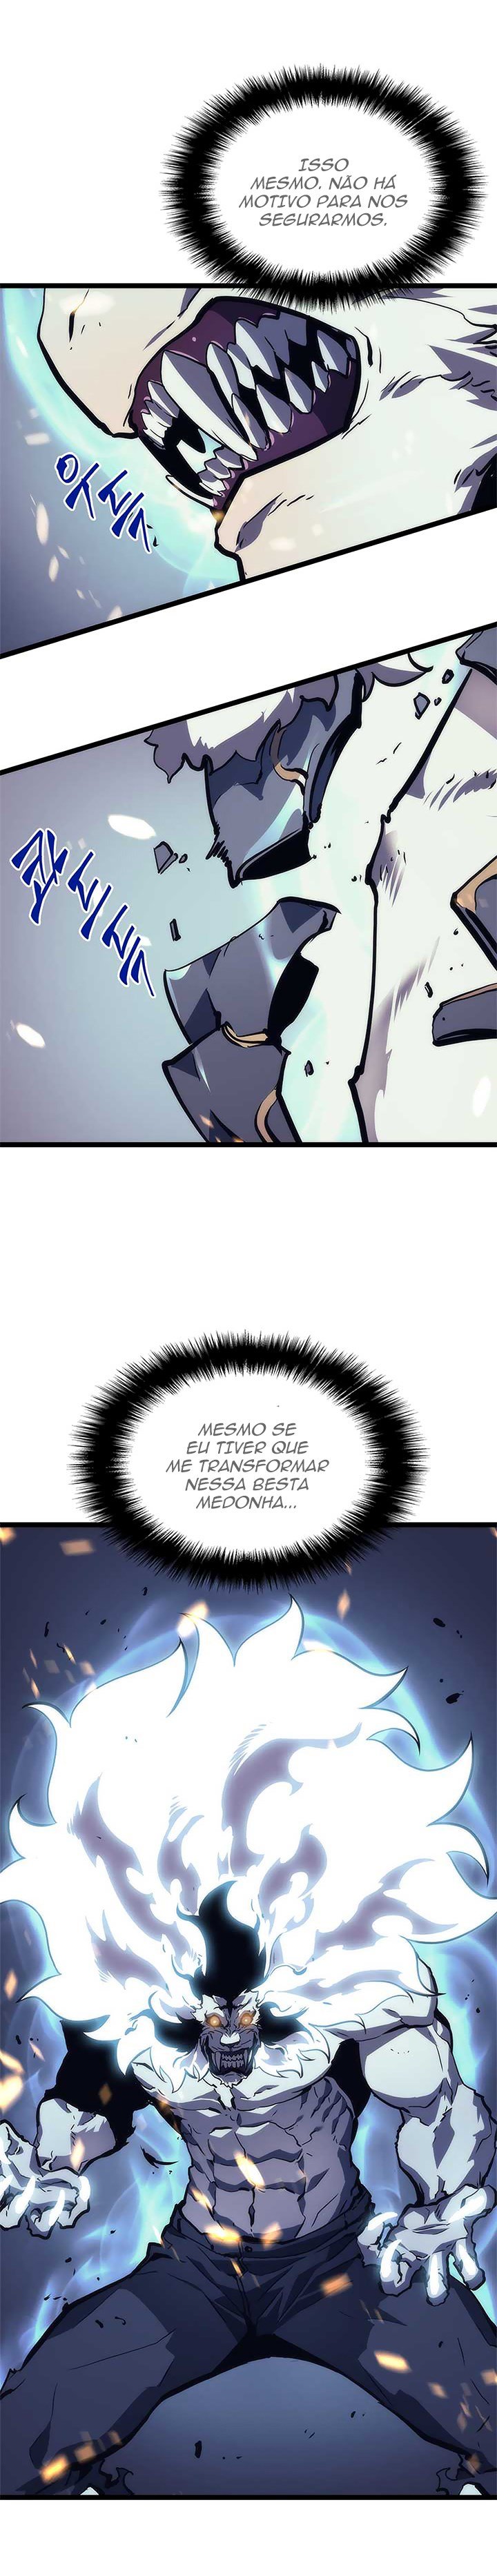 ISSO
MESMO. NÃO HÁ
MOTIVO PARA NOS
SEGURARMOS.
MESMO SE
EU TIVER QUE
ME TRANSFORMAR
NESSA BESTA
MEDONHA...